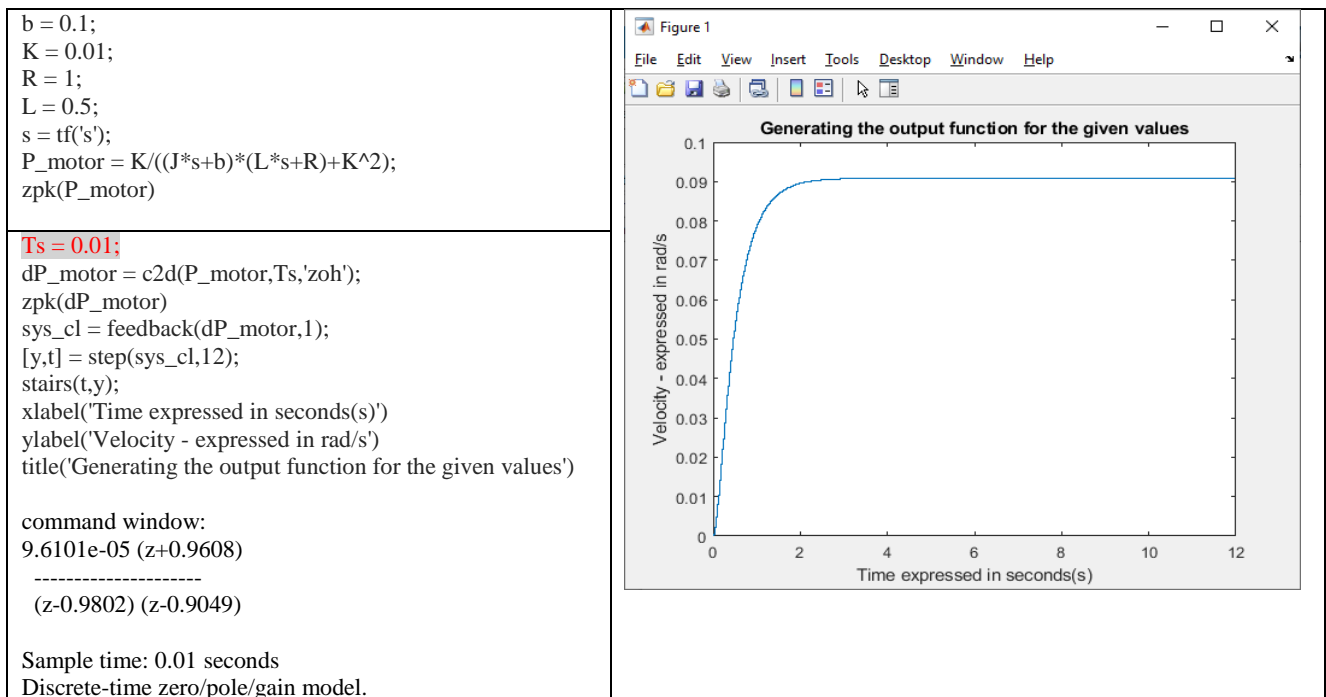 b = 0.1;
K = 0.01;
R = 1;
L = 0.5;
s = tf('s');
P_motor = K/((J*s+b)*(L*s+R)+K^2);
zpk(P_motor)
Ts = 0.01;
dP_motor = c2d(P_motor,Ts,'zoh');
zpk(dP_motor)
sys_cl = feedback(dP_motor,1);
[y,t] = step(sys_cl,12);
stairs(t,y);
xlabel('Time expressed in seconds(s)')
ylabel('Velocity - expressed in rad/s')
title('Generating the output function for the given values')
command window:
9.6101e-05 (z+0.9608)
---------------------
(z-0.9802) (z-0.9049)
Sample time: 0.01 seconds
Discrete-time zero/pole/gain model.
Figure 1
File Edit View Insert Tools Desktop Window Help
Generating the output function for the given values
0.1
0.09
0.08
0.07
0.06
0.05
0.04
0.03
0.02
0.01
0
Velocity - expressed in rad/s
0 2 4 6 8 10 12
Time expressed in seconds(s)